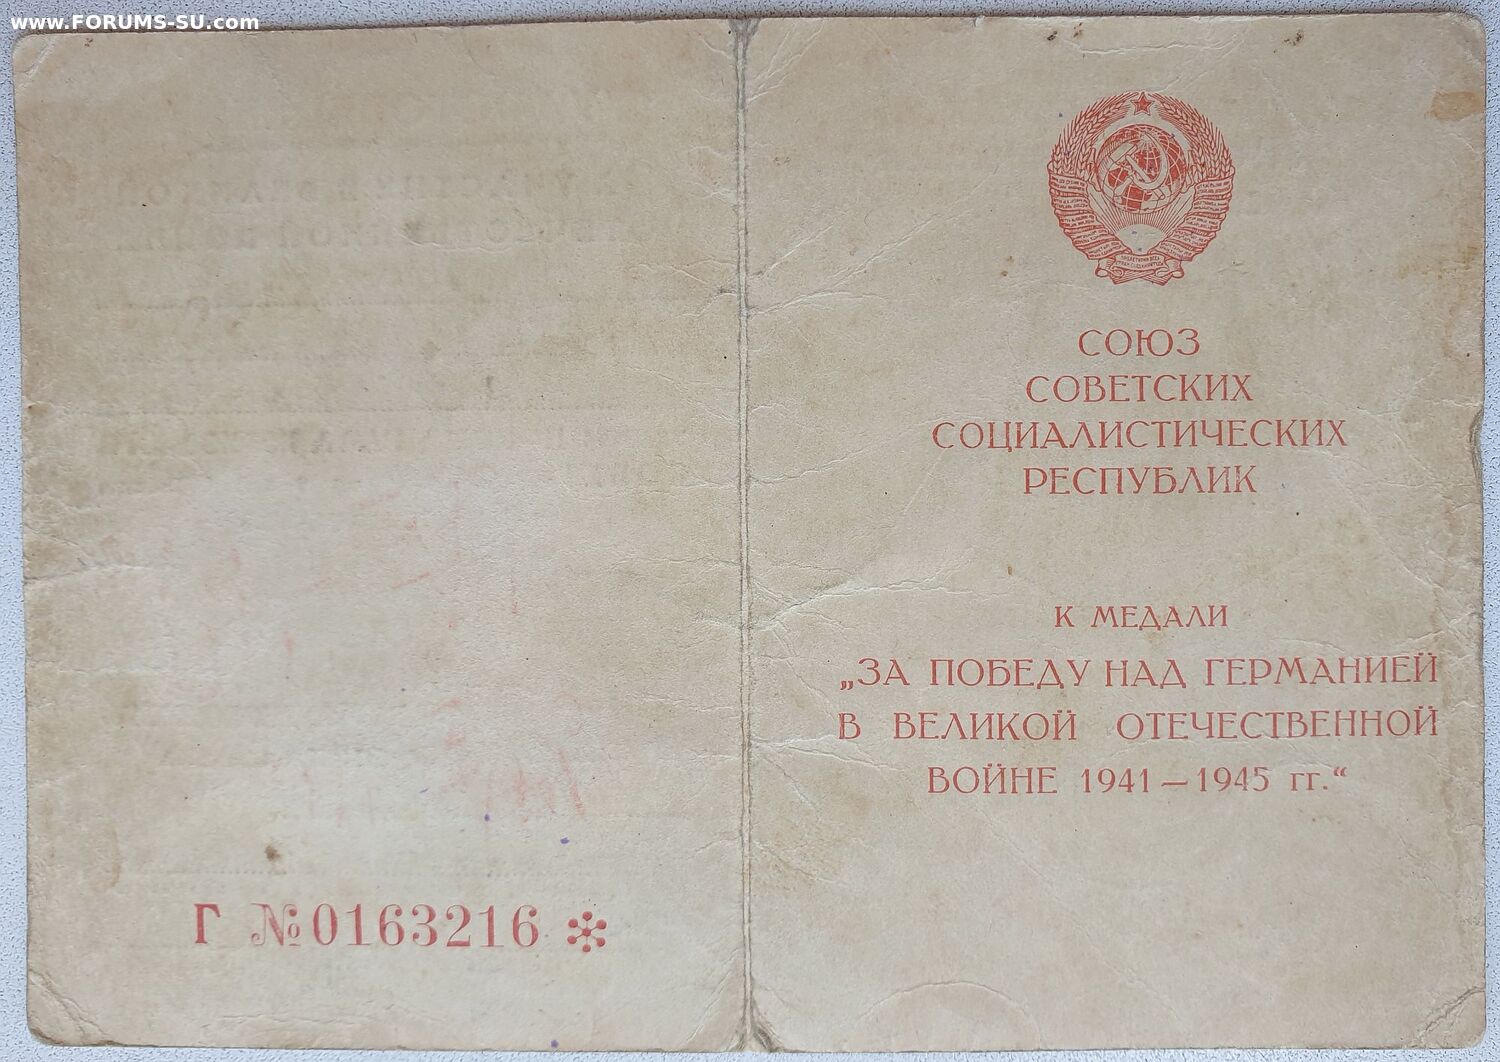 www.FORUMS-SU.com
Г №0163216
СОЮЗ
СОВЕТСКИХ
СОЦИАЛИСТИЧЕСКИХ
РЕСПУБЛИК
К МЕДАЛИ
„ЗА ПОБЕДУ НАД ГЕРМАНИЕЙ
В ВЕЛИКОЙ ОТЕЧЕСТВЕННОЙ
ВОЙНЕ 1941—1945 гг.“